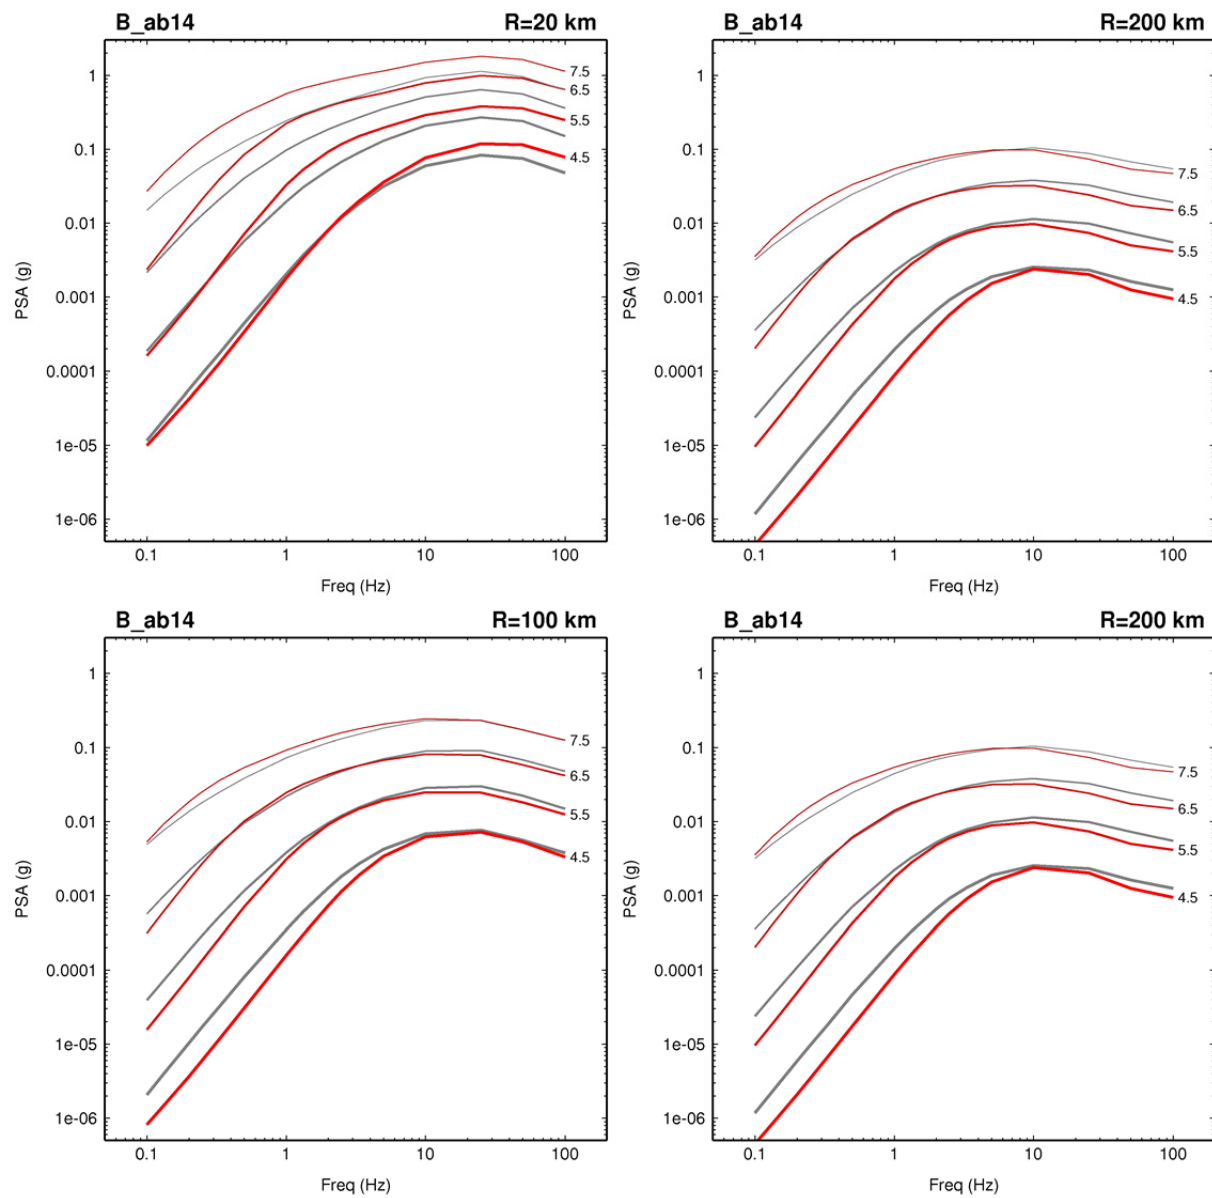 B_ab14 R=20 km
PSA (g)
1
0.1
0.01
0.001
0.0001
1e-05
1e-06
7.5
6.5
5.5
4.5
0.1 1 10 100
Freq (Hz)
B_ab14 R=200 km
PSA (g)
1
0.1
0.01
0.001
0.0001
1e-05
1e-06
7.5
6.5
5.5
4.5
0.1 1 10 100
Freq (Hz)
B_ab14 R=100 km
PSA (g)
1
0.1
0.01
0.001
0.0001
1e-05
1e-06
7.5
6.5
5.5
4.5
0.1 1 10 100
Freq (Hz)
B_ab14 R=200 km
PSA (g)
1
0.1
0.01
0.001
0.0001
1e-05
1e-06
7.5
6.5
5.5
4.5
0.1 1 10 100
Freq (Hz)